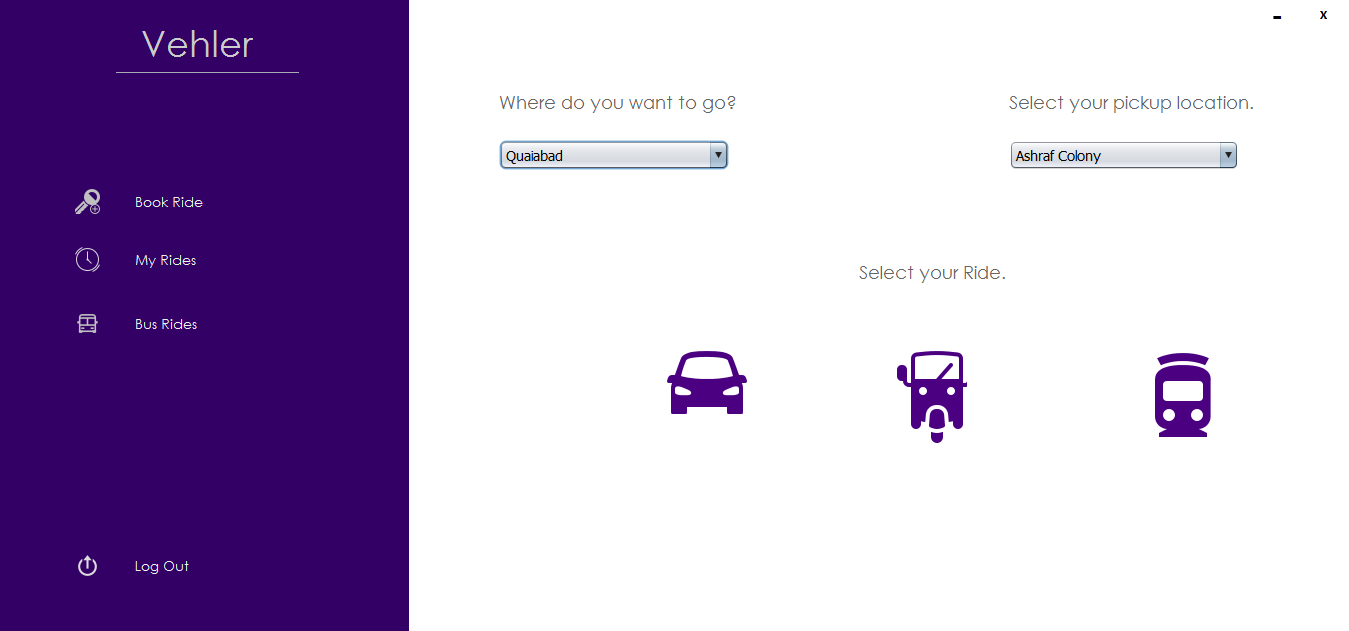 Vehler
Book Ride
My Rides
Bus Rides
Log Out
- x
Where do you want to go?
Select your pickup location.
Quaiabad
Ashraf Colony
Select your Ride.